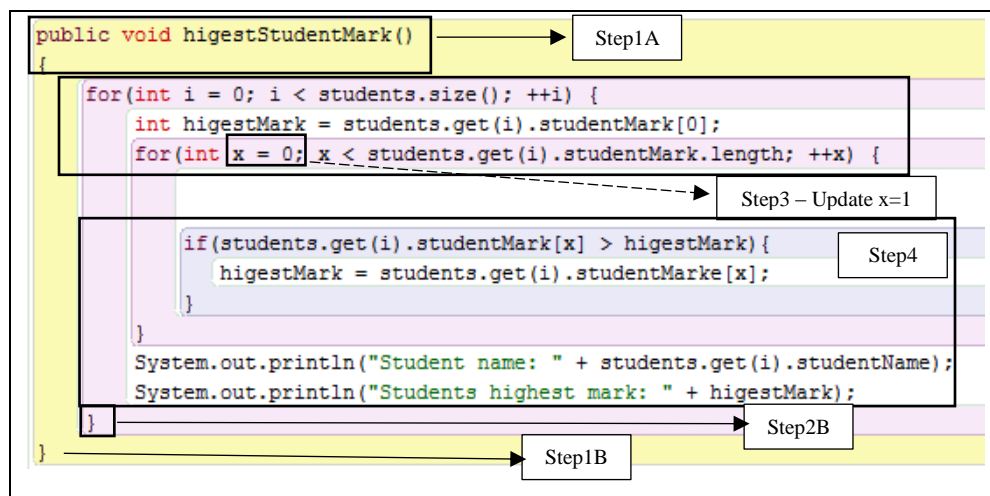 public void higestStudentMark()
Step1A
{
for(int i = 0; i < students.size(); ++i) {
int higestMark = students.get(i).studentMark[0];
for(int x = 0; x < students.get(i).studentMark.length; ++x) {
Step3 – Update x=1
if(students.get(i).studentMark[x] > higestMark){
Step4
higestMark = students.get(i).studentMarke[x];
}
}
System.out.println("Student name: " + students.get(i).studentName);
System.out.println("Students highest mark: " + higestMark);
}
Step2B
}
Step1B